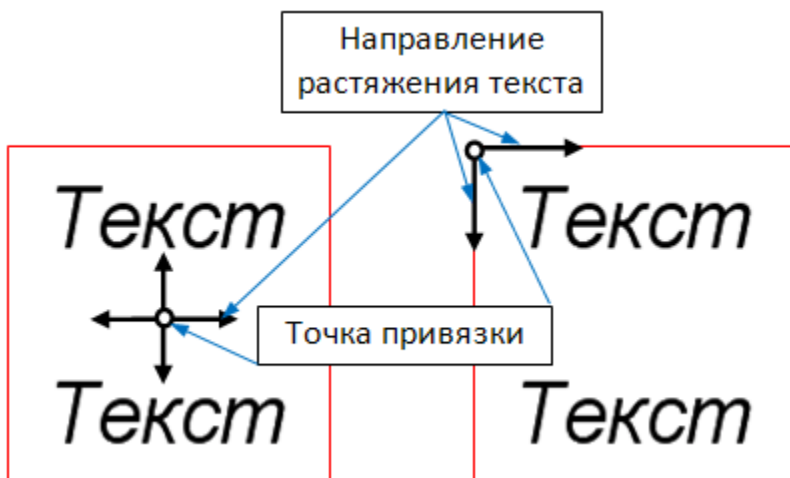 Направление
растяжения текста
Текст
Текст
Точка привязки
Текст
Текст